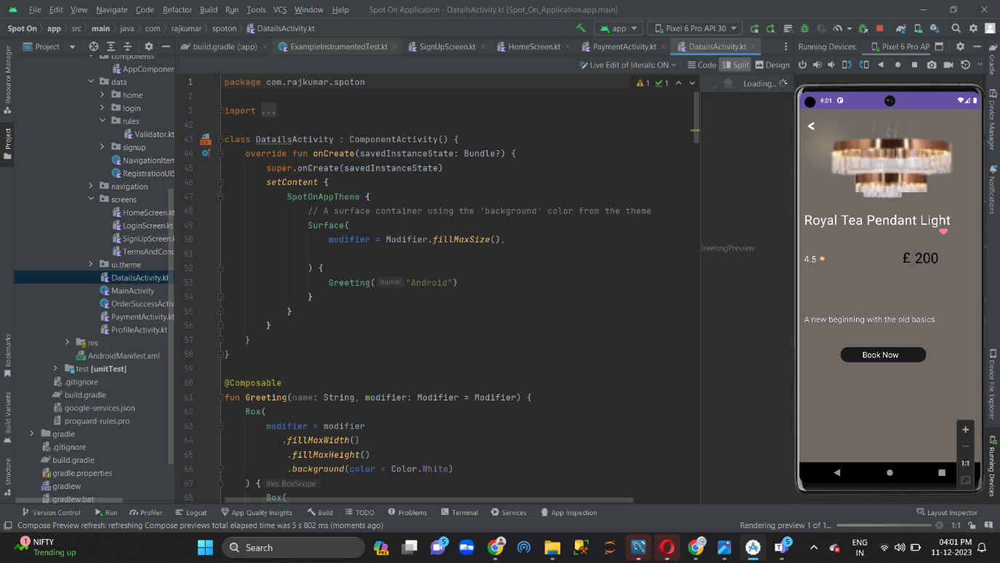 File Edit View Navigate Code Refactor Build Run Tools VCS Window Help Spot On Application - DatailsActivity.kt [Spot_On_Application.app.main]
Spot On app src main java com rajkumar spoton DatailsActivity.kt app Pixel 6 Pro API 30
Project build.gradle (:app) ExampleInstrumentedTest.kt SignUpScreen.kt HomeScreen.kt PaymentActivity.kt DatailsActivity.kt Running Devices: Pixel 6 Pro AP
Live Edit of literals: ON Code Split Design
Loading...
Resource Manager
Project
Bookmarks
Build Variants
Structure
components
AppComponen
data
home
login
rules
Validator.kt
signup
NavigationItem
RegistrationUIS
navigation
screens
HomeScreen.kt
LoginScreen.kt
SignUpScreen.k
TermsAndCond
ui.theme
DatailsActivity.kt
MainActivity
OrderSuccessActiv
PaymentActivity.kt
ProfileActivity.kt
res
AndroidManifest.xml
test [unitTest]
.gitignore
build.gradle
google-services.json
proguard-rules.pro
gradle
.gitignore
build.gradle
gradle.properties
gradlew
gradlew.bat
1 package com.rajkumar.spoton 1 1
2
3 import ...
42
43 class DatailsActivity : ComponentActivity() {
44 override fun onCreate(savedInstanceState: Bundle?) {
45 super.onCreate(savedInstanceState)
46 setContent {
47 SpotOnAppTheme {
48 // A surface container using the 'background' color from the theme
49 Surface(
50 modifier = Modifier.fillMaxSize(),
51
52 ) {
53 Greeting( name: "Android")
54 }
55 }
56 }
57 }
58 }
59
60 @Composable
61 fun Greeting(name: String, modifier: Modifier = Modifier) {
62 Box(
63 modifier = modifier
64 .fillMaxWidth()
65 .fillMaxHeight()
66 .background(color = Color.White)
67 ) { this: BoxScope
68 Box(
GreetingPreview
4:01
Royal Tea Pendant Light
4.5 £ 200
A new beginning with the old basics
Book Now
1:1
Gradle
Device Manager
Notifications
Device File Explorer
Running Devices
Version Control Run Profiler Logcat App Quality Insights Build TODO Problems Terminal Services App Inspection Layout Inspector
Compose Preview refresh: refreshing Compose previews total elapsed time was 5 s 802 ms (moments ago) Rendering preview 1 of 1... 1:1
1 NIFTY
Trending up
Search
PRE
5
5
ENG
IN
04:01 PM
11-12-2023